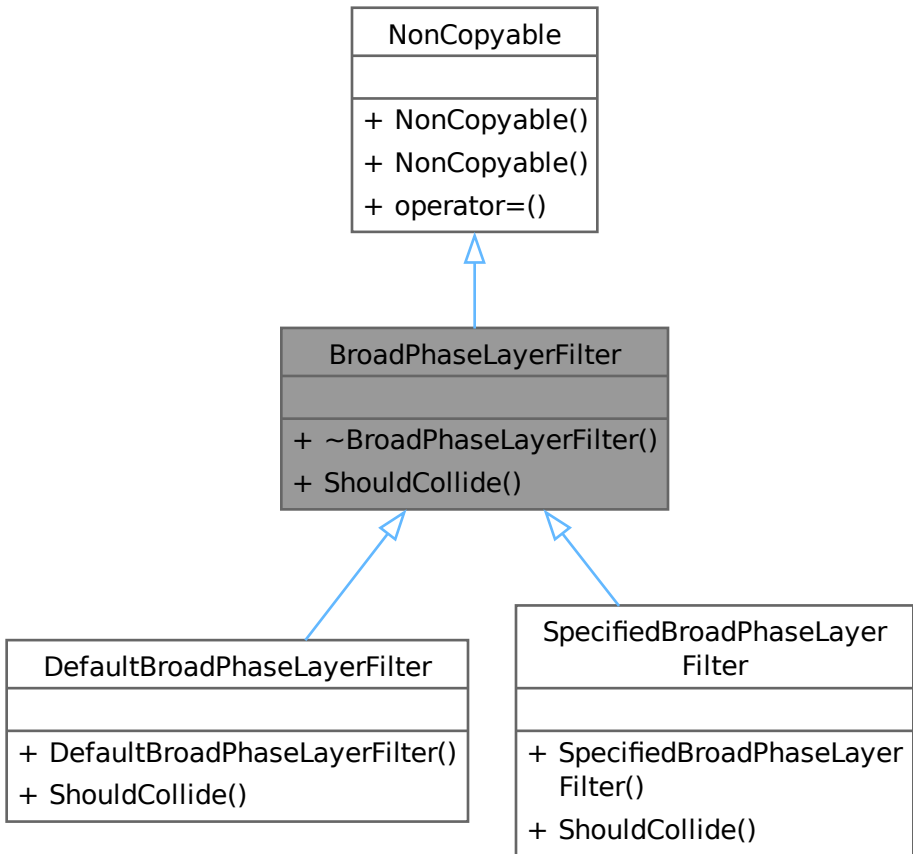 NonCopyable
+ NonCopyable()
+ NonCopyable()
+ operator=()
BroadPhaseLayerFilter
+ ~BroadPhaseLayerFilter()
+ ShouldCollide()
DefaultBroadPhaseLayerFilter
+ DefaultBroadPhaseLayerFilter()
+ ShouldCollide()
SpecifiedBroadPhaseLayer
Filter
+ SpecifiedBroadPhaseLayer
Filter()
+ ShouldCollide()